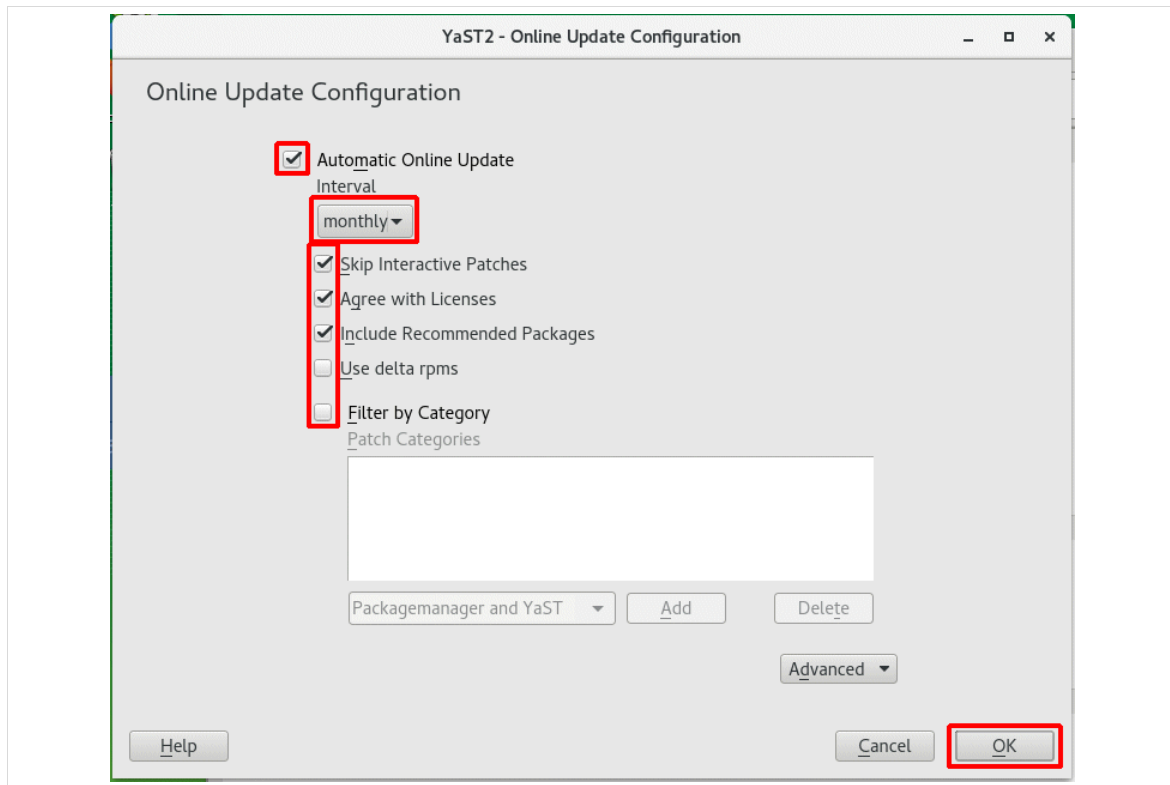 YaST2 - Online Update Configuration
Online Update Configuration
Automatic Online Update
Interval
monthly
Skip Interactive Patches
Agree with Licenses
Include Recommended Packages
Use delta rpms
Filter by Category
Patch Categories
Packagemanager and YaST
Add
Delete
Advanced
Help
Cancel
OK